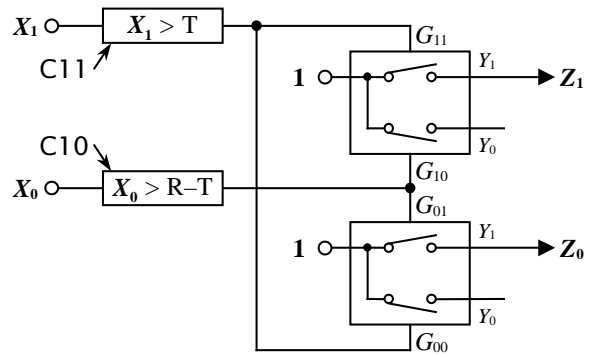 X₁ X₁ > T
C11
G₁₁
1 Y₁ Z₁
Y₀
C10
G₁₀
X₀ X₀ > R–T
G₀₁
1 Y₁ Z₀
Y₀
G₀₀